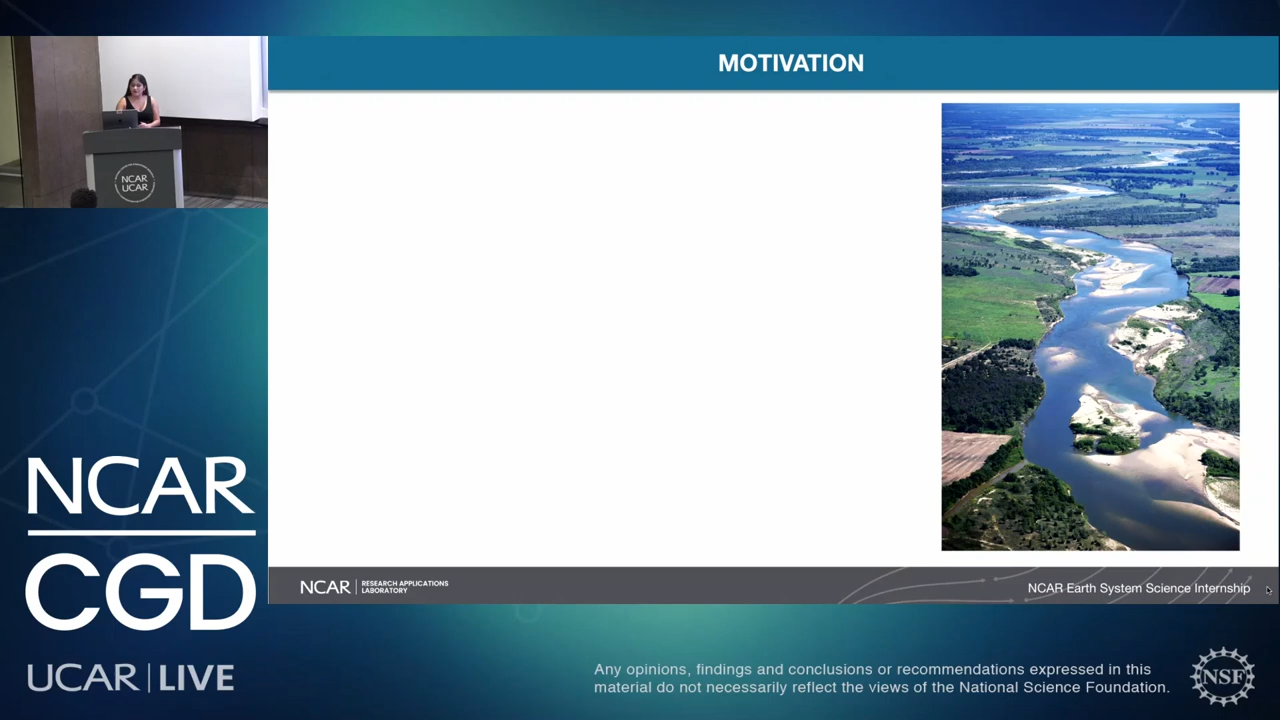 MOTIVATION
NCAR
UCAR
NCAR
CGD
UCAR | LIVE
NCAR | RESEARCH APPLICATIONS
LABORATORY
NCAR Earth System Science Internship
Any opinions, findings and conclusions or recommendations expressed in this
material do not necessarily reflect the views of the National Science Foundation.
NSF